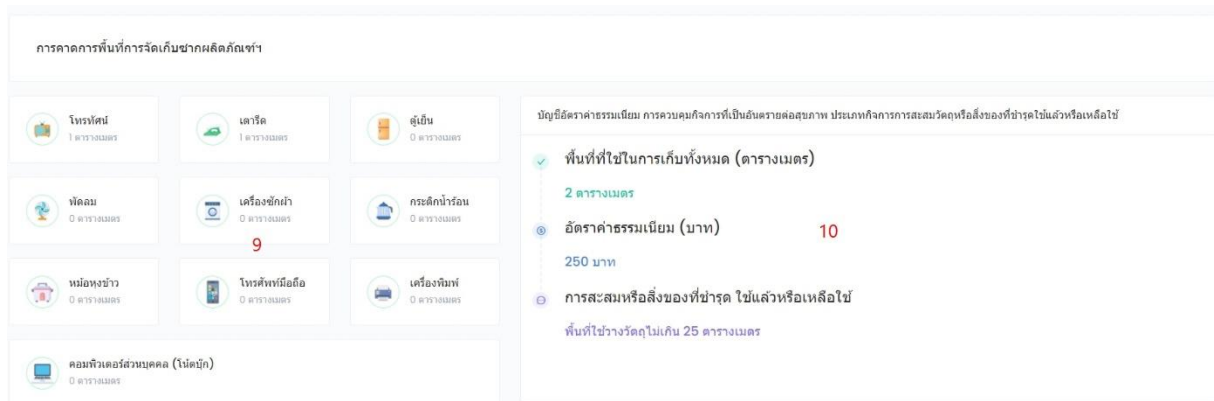 การคาดการพื้นที่การจัดเก็บซากผลิตภัณฑ์ฯ
โทรทัศน์
1 ตารางเมตร
เตารีด
1 ตารางเมตร
ตู้เย็น
0 ตารางเมตร
พัดลม
0 ตารางเมตร
เครื่องซักผ้า
0 ตารางเมตร
กระติกน้ำร้อน
0 ตารางเมตร
9
หม้อหุงข้าว
0 ตารางเมตร
โทรศัพท์มือถือ
0 ตารางเมตร
เครื่องพิมพ์
0 ตารางเมตร
คอมพิวเตอร์ส่วนบุคคล (โน้ตบุ๊ก)
0 ตารางเมตร
บัญชีอัตราค่าธรรมเนียม การควบคุมกิจการที่เป็นอันตรายต่อสุขภาพ ประเภทกิจการการสะสมวัตถุหรือสิ่งของที่ชำรุดใช้แล้วหรือเหลือใช้
พื้นที่ที่ใช้ในการเก็บทั้งหมด (ตารางเมตร)
2 ตารางเมตร
อัตราค่าธรรมเนียม (บาท)
10
250 บาท
การสะสมหรือสิ่งของที่ชำรุด ใช้แล้วหรือเหลือใช้
พื้นที่ใช้วางวัตถุไม่เกิน 25 ตารางเมตร